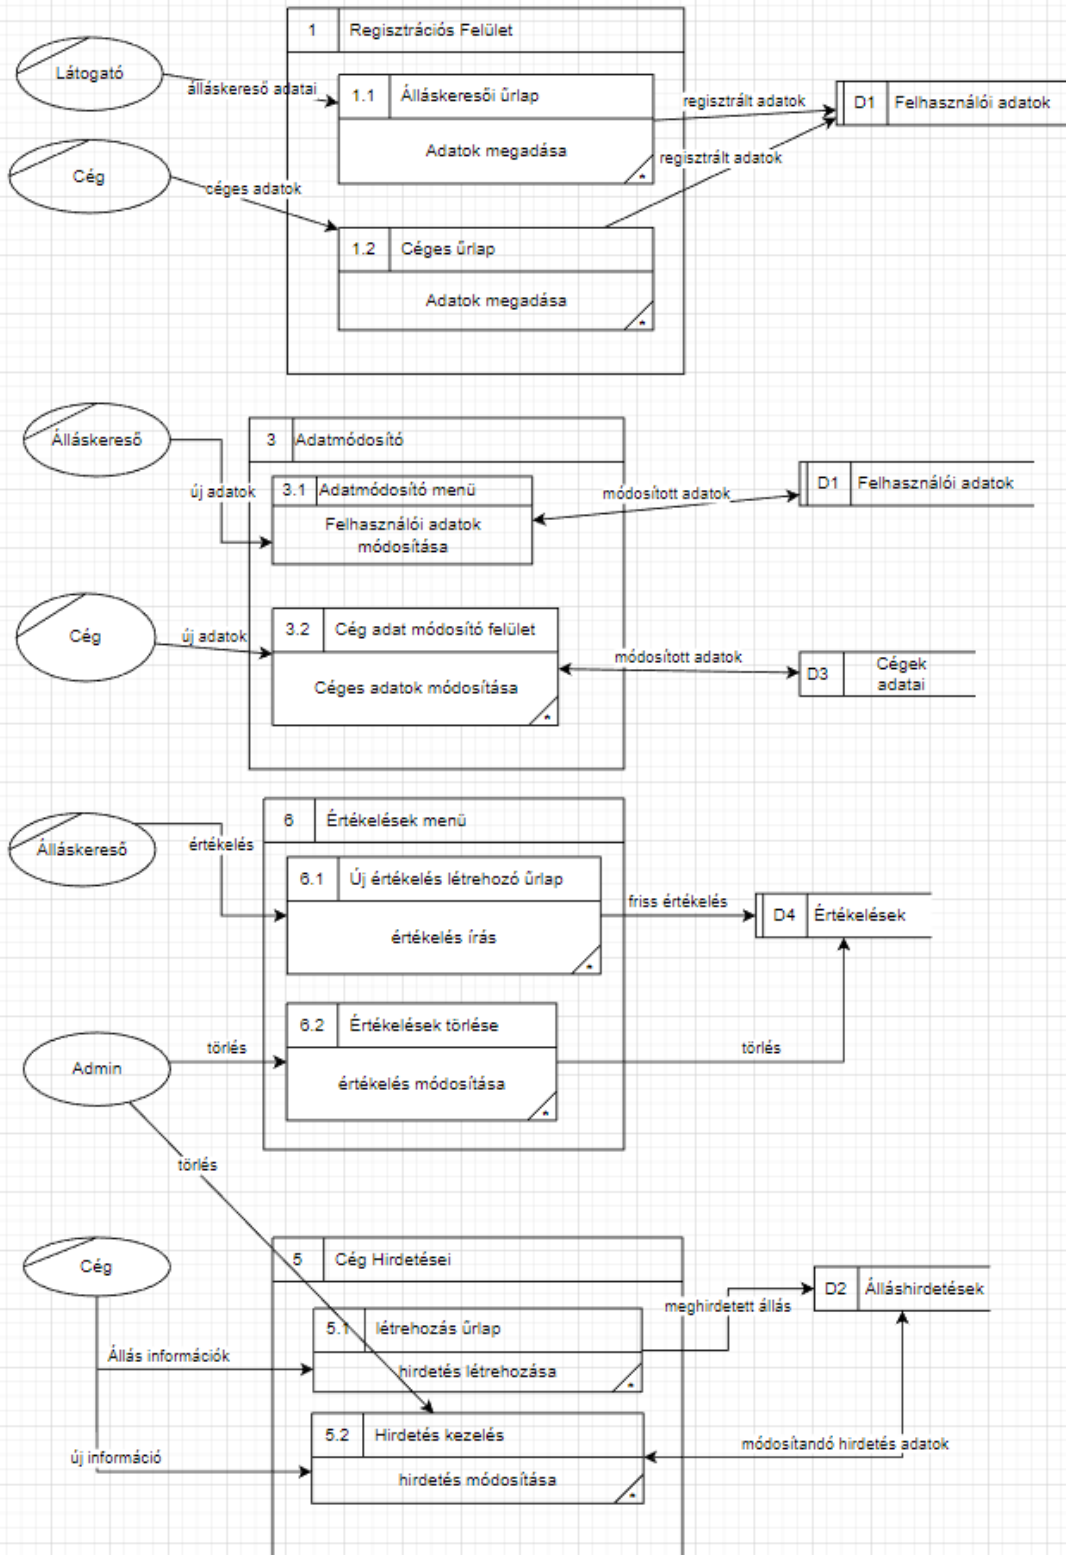 1 Regisztrációs Felület
Látogató
álláskereső adatai
1.1 Álláskeresői űrlap
Adatok megadása
*
regisztrált adatok
D1 Felhasználói adatok
Cég
céges adatok
regisztrált adatok
1.2 Céges űrlap
Adatok megadása
*
Álláskereső
3 Adatmódosító
új adatok
3.1 Adatmódosító menü
Felhasználói adatok
módosítása
módosított adatok
D1 Felhasználói adatok
Cég
új adatok
3.2 Cég adat módosító felület
Céges adatok módosítása
*
módosított adatok
D3 Cégek
adatai
6 Értékelések menü
Álláskereső
értékelés
6.1 Új értékelés létrehozó űrlap
értékelés írás
*
friss értékelés
D4 Értékelések
Admin
törlés
6.2 Értékelések törlése
értékelés módosítása
*
törlés
törlés
Cég
5 Cég Hirdetései
5.1 létrehozás űrlap
hirdetés létrehozása
*
meghirdetett állás
D2 Álláshirdetések
Állás információk
5.2 Hirdetés kezelés
hirdetés módosítása
*
módosítandó hirdetés adatok
új információ